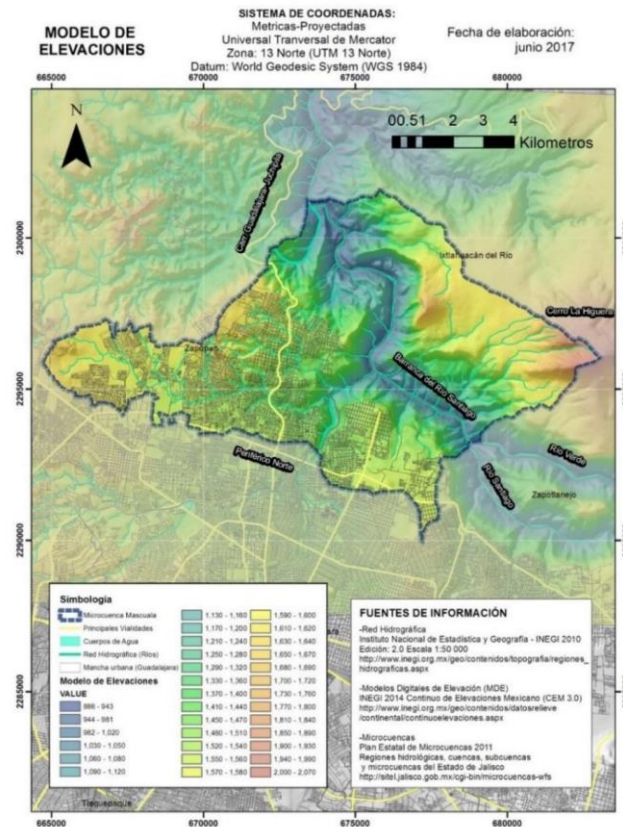 MODELO DE
ELEVACIONES
SISTEMA DE COORDENADAS:
Metricas-Proyectadas
Universal Tranversal de Mercator
Zona: 13 Norte (UTM 13 Norte)
Datum: World Geodesic System (WGS 1984)
Fecha de elaboración:
junio 2017
665000
670000
675000
680000
N
00.51 2 3 4
Kilometros
2300000
2300000
Ixtlahuacán del Río
Cerro La Higuera
Zapopan
2295000
2295000
Barranca del Río Santiago
Periférico Norte
Río Verde
Río Santiago
Zapotlanejo
2290000
2290000
Simbología
Microcuenca Mascuala
Principales Vialidades
Cuerpos de Agua
Red Hidrográfica (Ríos)
Mancha urbana (Guadalajara)
Modelo de Elevaciones
VALUE
944 - 981
982 - 1,020
1,030 - 1,050
1,060 - 1,080
1,090 - 1,120
1,130 - 1,160
1,170 - 1,200
1,210 - 1,240
1,250 - 1,280
1,290 - 1,320
1,330 - 1,360
1,370 - 1,400
1,410 - 1,440
1,450 - 1,470
1,480 - 1,510
1,520 - 1,540
1,550 - 1,560
1,570 - 1,580
1,590 - 1,600
1,610 - 1,620
1,630 - 1,640
1,650 - 1,670
1,680 - 1,690
1,700 - 1,720
1,730 - 1,760
1,770 - 1,800
1,810 - 1,840
1,850 - 1,890
1,900 - 1,930
1,940 - 1,990
2,000 - 2,070
FUENTES DE INFORMACIÓN
-Red Hidrográfica
Instituto Nacional de Estadística y Geografía - INEGI 2010
Edición: 2.0 Escala 1:50 000
http://www.inegi.org.mx/geo/contenidos/topografia/regiones_
hidrograficas.aspx
-Modelos Digitales de Elevación (MDE)
INEGI 2014 Continuo de Elevaciones Mexicano (CEM 3.0)
http://www.inegi.org.mx/geo/contenidos/datosrelieve
/continental/continuoelevaciones.aspx
-Microcuencas
Plan Estatal de Microcuencas 2011
Regiones hidrológicas, cuencas, subcuencas
y microcuencas del Estado de Jalisco
http://sitel.jalisco.gob.mx/cgi-bin/microcuencas-wfs
2285000
2285000
Tlaquepaque
665000
670000
675000
680000